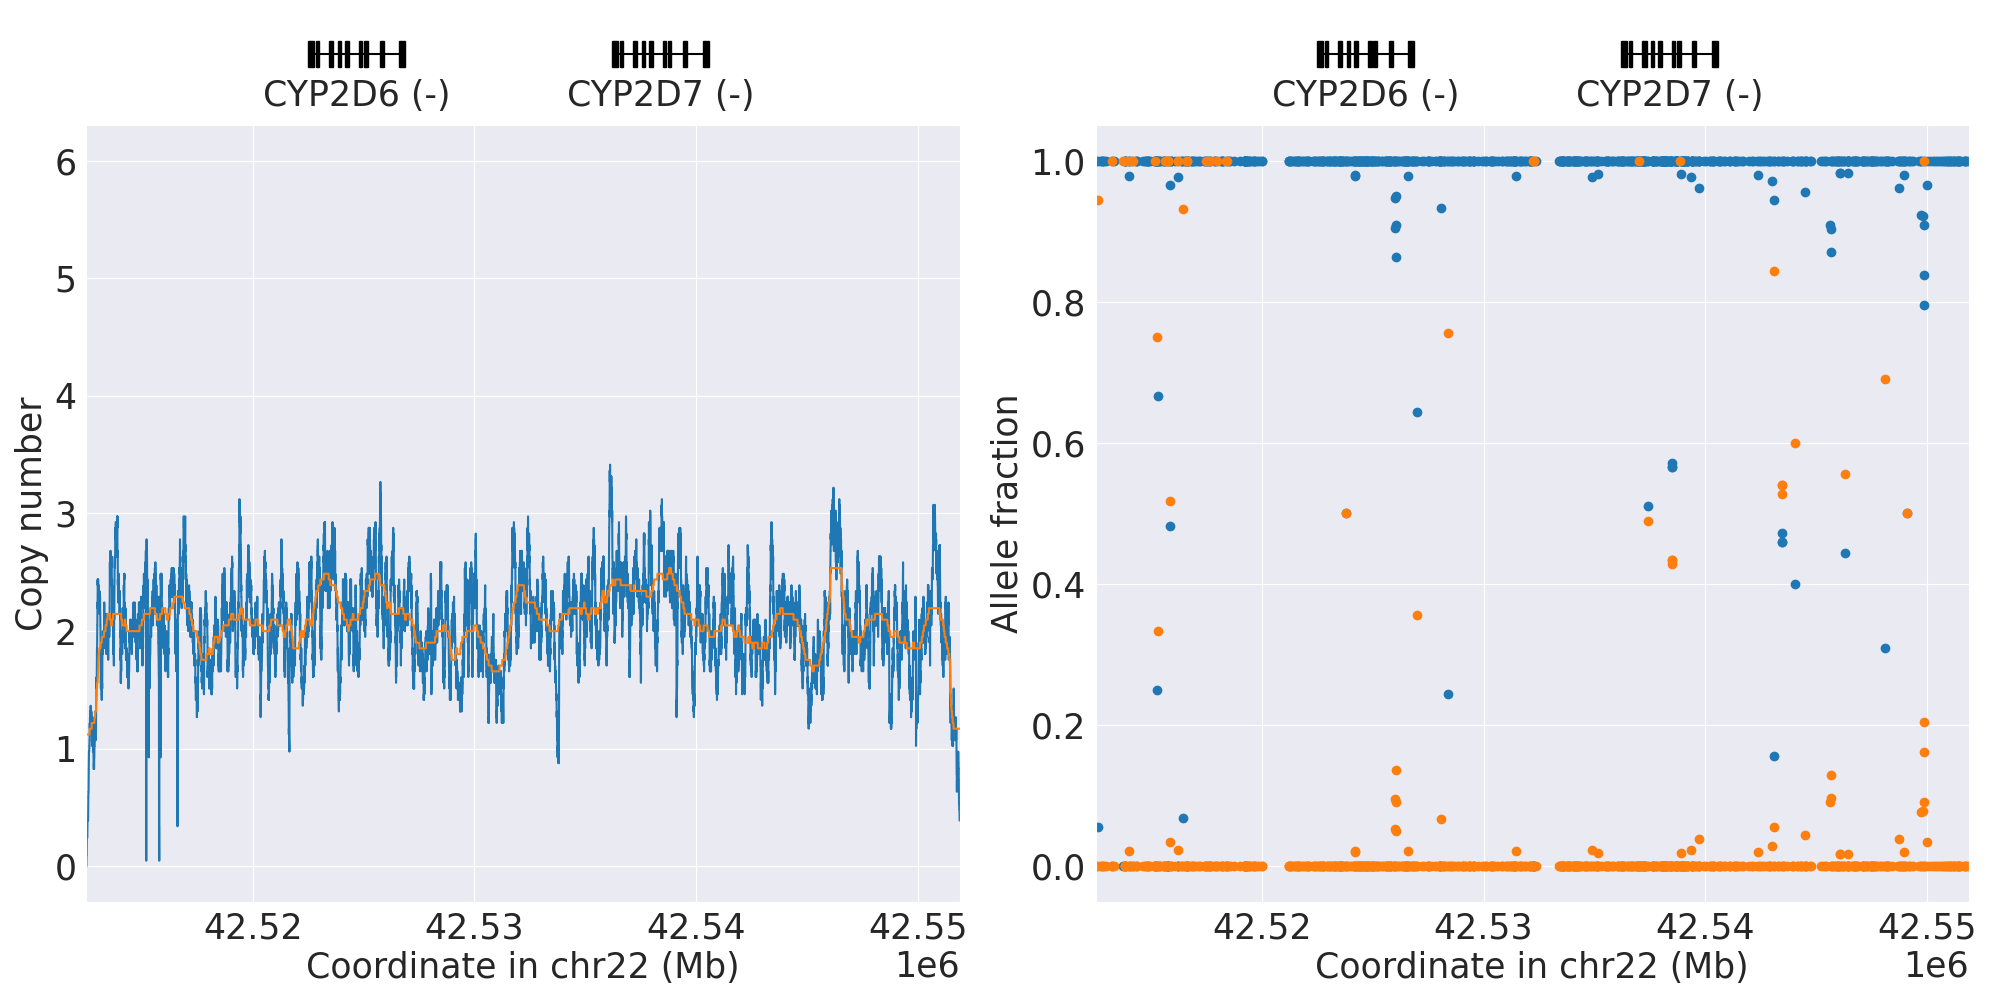 CYP2D6 (-) CYP2D7 (-)
6
5
4
3
2
1
0
Copy number
42.52 42.53 42.54 42.55
Coordinate in chr22 (Mb)
1e6
CYP2D6 (-) CYP2D7 (-)
1.0
0.8
0.6
0.4
0.2
0.0
Allele fraction
42.52 42.53 42.54 42.55
Coordinate in chr22 (Mb)
1e6